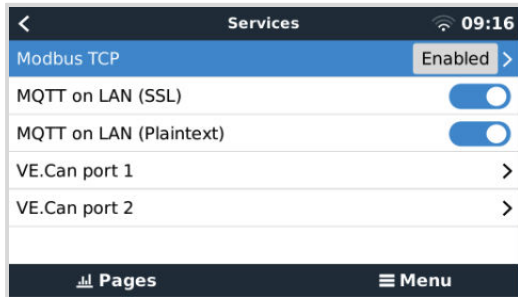 Services 09:16
Modbus TCP Enabled
MQTT on LAN (SSL)
MQTT on LAN (Plaintext)
VE.Can port 1
VE.Can port 2
Pages Menu